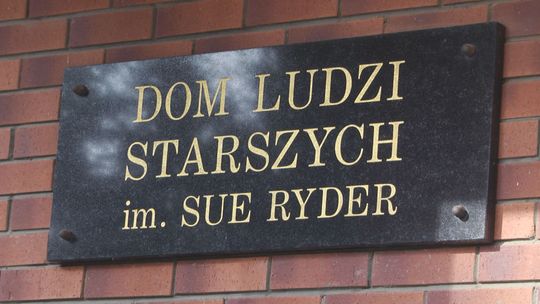 DOM LUDZI
STARSZYCH
im. SUE RYDER